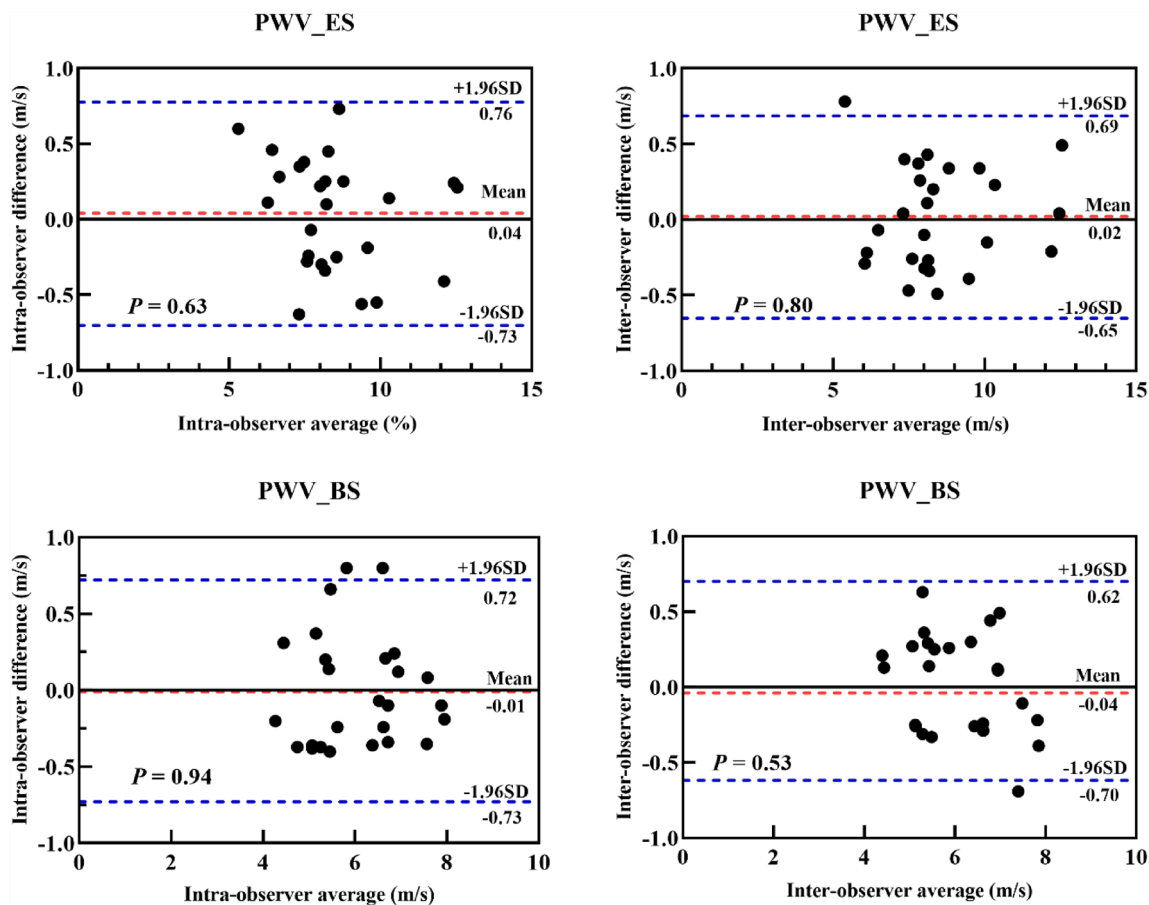 PWV_ES
1.0
0.5
0.0
-0.5
-1.0
Intra-observer difference (m/s)
+1.96SD
0.76
Mean
0.04
-1.96SD
-0.73
P = 0.63
0 5 10 15
Intra-observer average (%)
PWV_ES
1.0
0.5
0.0
-0.5
-1.0
Inter-observer difference (m/s)
+1.96SD
0.69
Mean
0.02
-1.96SD
-0.65
P = 0.80
0 5 10 15
Inter-observer average (m/s)
PWV_BS
1.0
0.5
0.0
-0.5
-1.0
Intra-observer difference (m/s)
+1.96SD
0.72
Mean
-0.01
-1.96SD
-0.73
P = 0.94
0 2 4 6 8 10
Intra-observer average (m/s)
PWV_BS
1.0
0.5
0.0
-0.5
-1.0
Inter-observer difference (m/s)
+1.96SD
0.62
Mean
-0.04
-1.96SD
-0.70
P = 0.53
0 2 4 6 8 10
Inter-observer average (m/s)